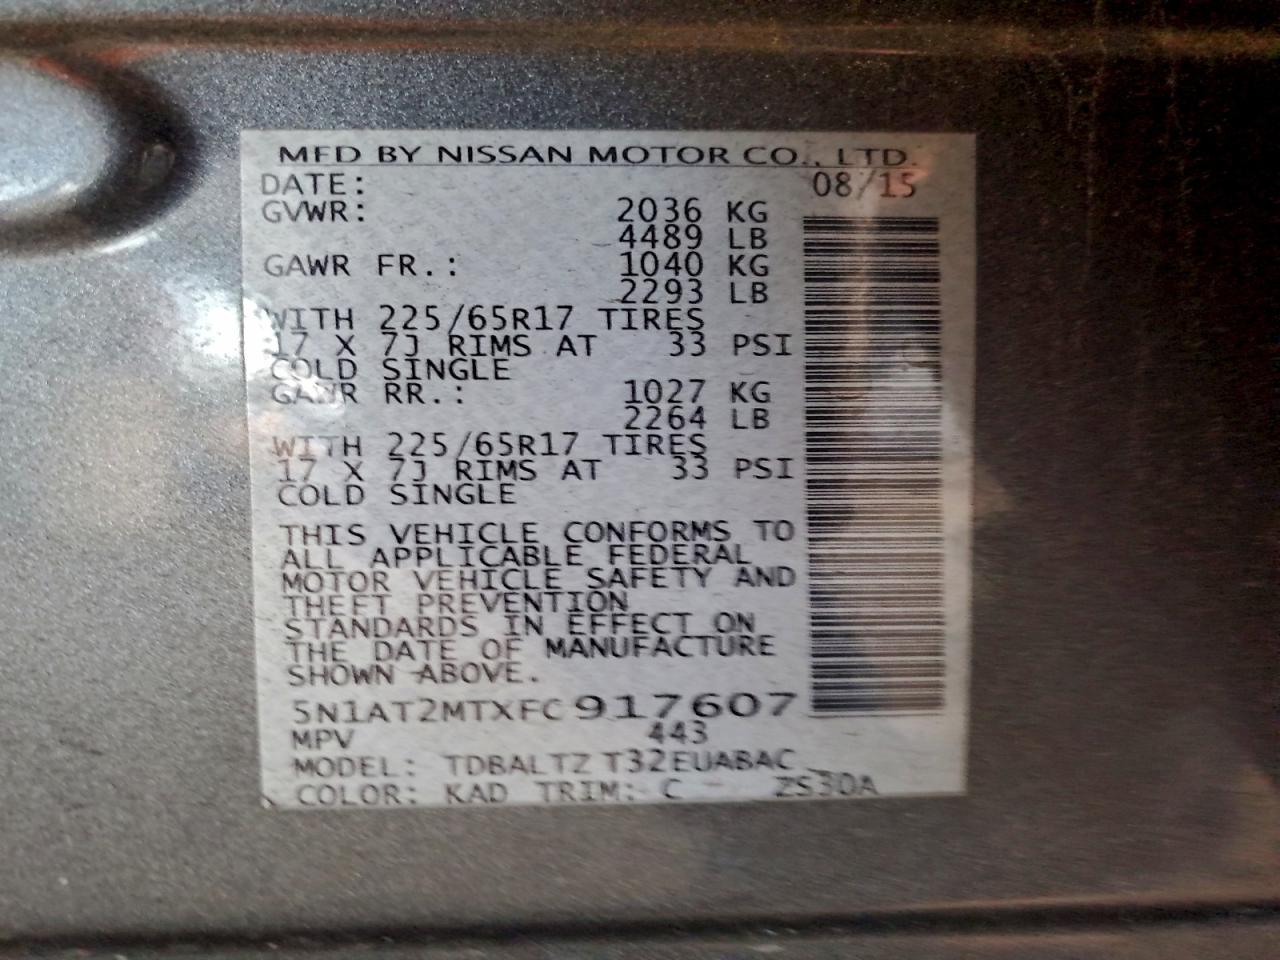 MFD BY NISSAN MOTOR CO., LTD.
DATE: 08/15
GVWR: 2036 KG
4489 LB
GAWR FR.: 1040 KG
2293 LB
WITH 225/65R17 TIRES
17 X 7J RIMS AT 33 PSI
COLD SINGLE
GAWR RR.: 1027 KG
2264 LB
WITH 225/65R17 TIRES
17 X 7J RIMS AT 33 PSI
COLD SINGLE
THIS VEHICLE CONFORMS TO
ALL APPLICABLE FEDERAL
MOTOR VEHICLE SAFETY AND
THEFT PREVENTION
STANDARDS IN EFFECT ON
THE DATE OF MANUFACTURE
SHOWN ABOVE.
5N1AT2MTXFC917607
MPV 443
MODEL: TDBALTZ T32EUABAC
COLOR: KAD TRIM: C ZS30A